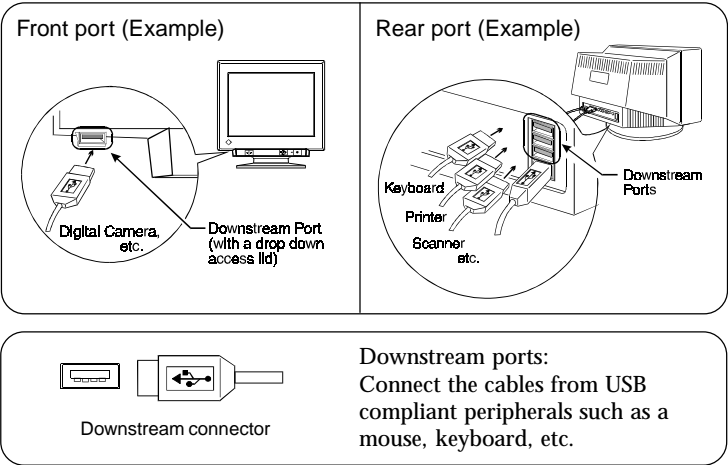 Front port (Example)
Digital Camera,
etc.
Downstream Port
(with a drop down
access lid)
Rear port (Example)
Keyboard
Printer
Scanner
etc.
Downstream
Ports
Downstream connector
Downstream ports:
Connect the cables from USB
compliant peripherals such as a
mouse, keyboard, etc.